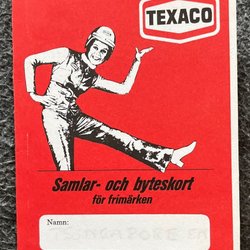 TEXACO
Samlar- och byteskort
för frimärken
Namn: